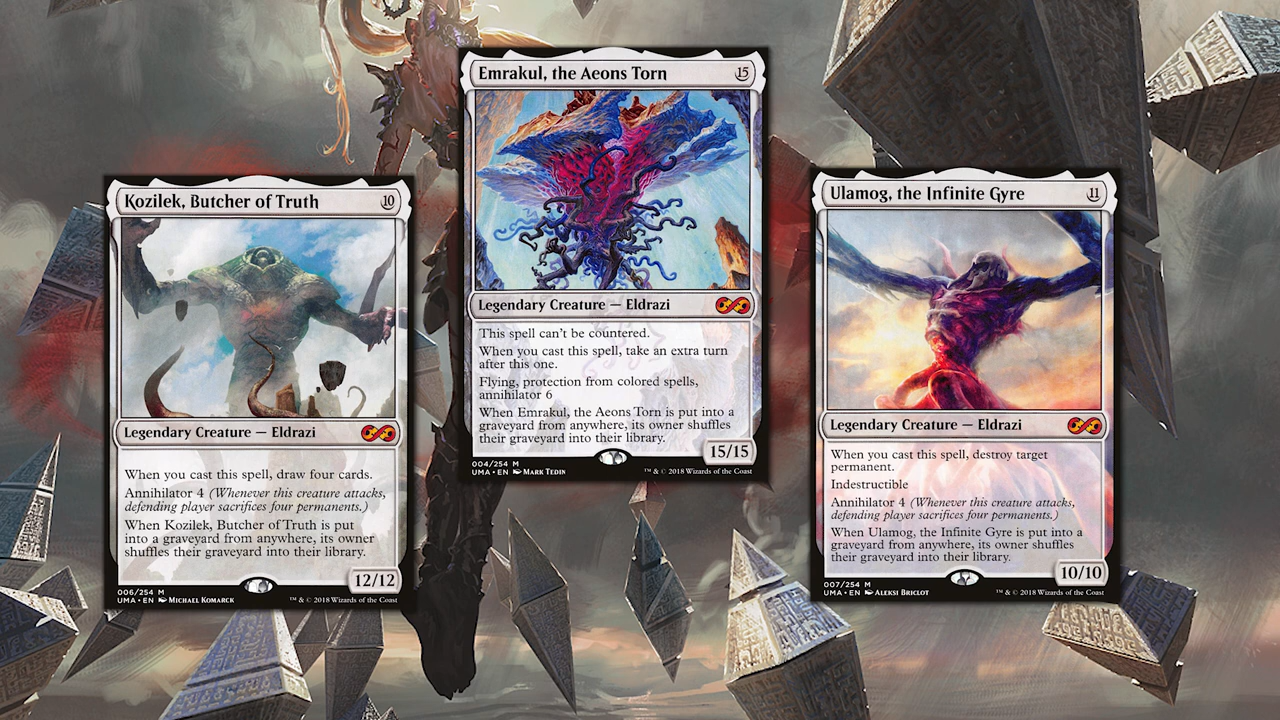 Kozilek, Butcher of Truth 10
Legendary Creature — Eldrazi
When you cast this spell, draw four cards.
Annihilator 4 (Whenever this creature attacks,
defending player sacrifices four permanents.)
When Kozilek, Butcher of Truth is put
into a graveyard from anywhere, its owner
shuffles their graveyard into their library.
12/12
006/254 M
UMA • EN MICHAEL KOMARCK ™ & © 2018 Wizards of the Coast
Emrakul, the Aeons Torn 15
Legendary Creature — Eldrazi
This spell can't be countered.
When you cast this spell, take an extra turn
after this one.
Flying, protection from colored spells,
annihilator 6
When Emrakul, the Aeons Torn is put into a
graveyard from anywhere, its owner shuffles
their graveyard into their library.
15/15
004/254 M
UMA • EN MARK TEDIN ™ & © 2018 Wizards of the Coast
Ulamog, the Infinite Gyre 11
Legendary Creature — Eldrazi
When you cast this spell, destroy target
permanent.
Indestructible
Annihilator 4 (Whenever this creature attacks,
defending player sacrifices four permanents.)
When Ulamog, the Infinite Gyre is put into a
graveyard from anywhere, its owner shuffles
their graveyard into their library.
10/10
007/254 M
UMA • EN ALEKSI BRICLOT ™ & © 2018 Wizards of the Coast